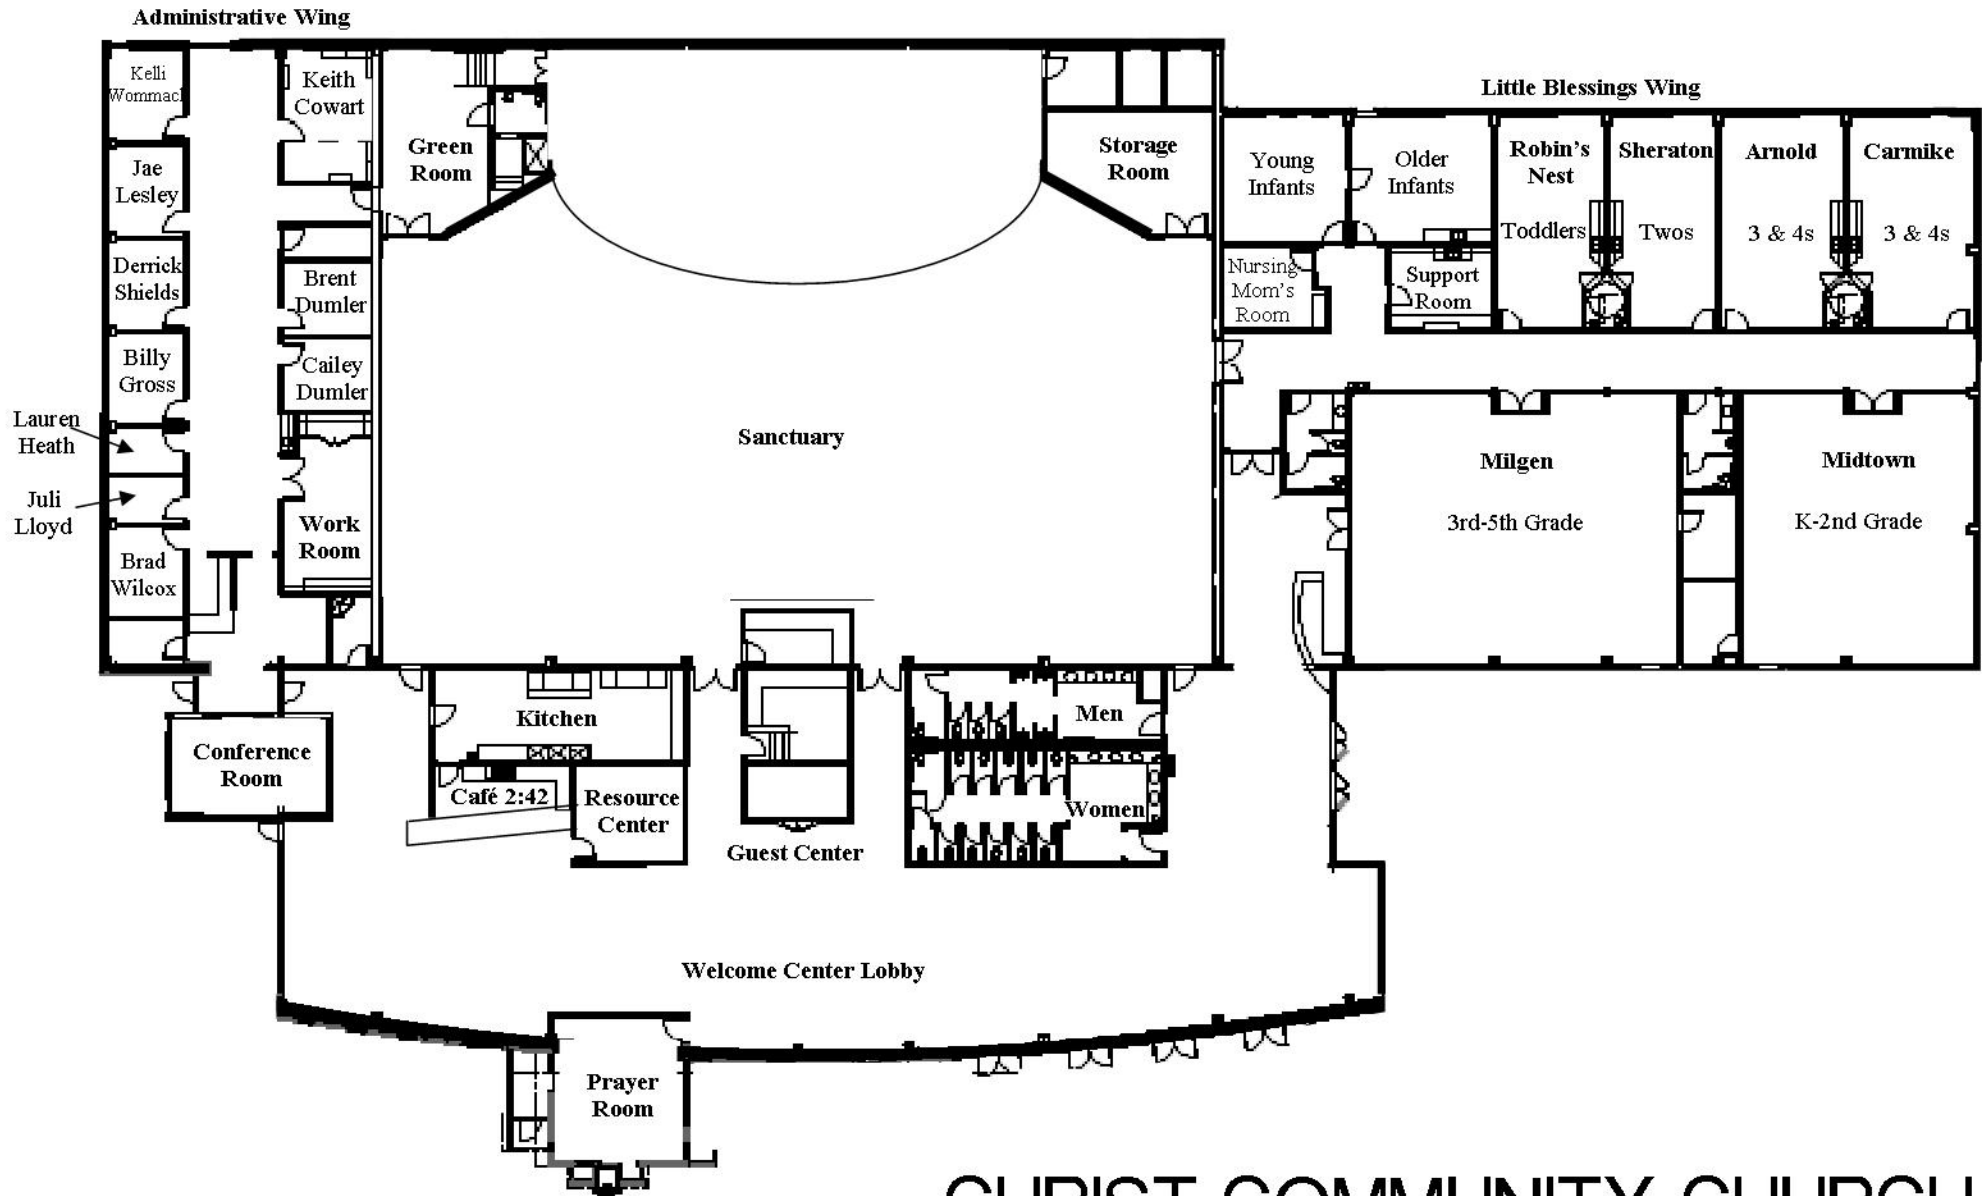 Administrative Wing
Kelli
Wommack
Keith
Cowart
Jae
Lesley
Green
Room
Storage
Room
Derrick
Shields
Brent
Dumler
Billy
Gross
Cailey
Dumler
Lauren
Heath
Juli
Lloyd
Work
Room
Brad
Wilcox
Sanctuary
Little Blessings Wing
Young
Infants
Older
Infants
Robin's
Nest
Toddlers
Sheraton
Twos
Arnold
3 & 4s
Carmike
3 & 4s
Nursing
Mom's
Room
Support
Room
Milgen
3rd-5th Grade
Midtown
K-2nd Grade
Conference
Room
Kitchen
Café 2:42
Resource
Center
Guest Center
Men
Women
Welcome Center Lobby
Prayer
Room
CHRIST COMMUNITY CHURCH